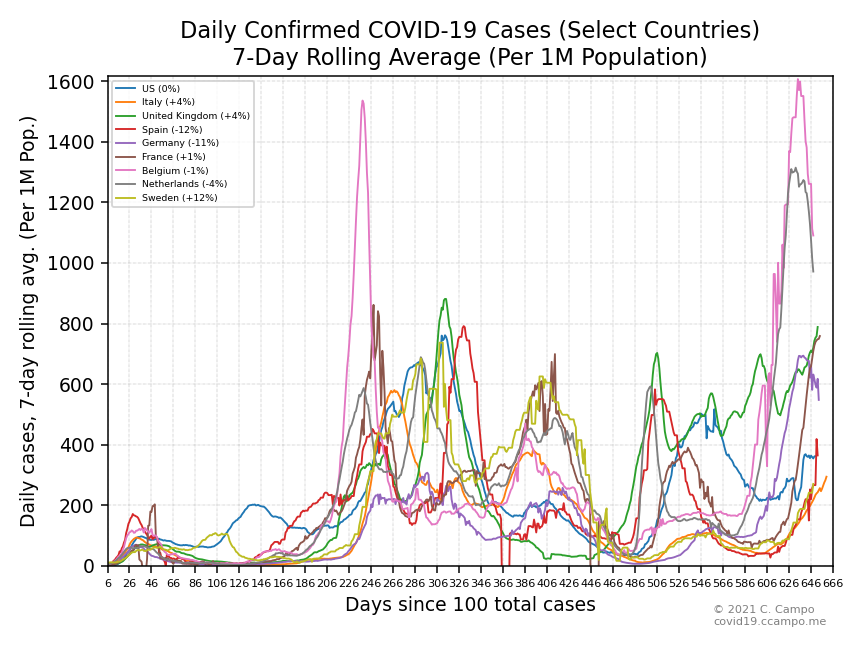 Daily Confirmed COVID-19 Cases (Select Countries)
7-Day Rolling Average (Per 1M Population)
Daily cases, 7-day rolling avg. (Per 1M Pop.)
1600
1400
1200
1000
800
600
400
200
0
US (0%)
Italy (+4%)
United Kingdom (+4%)
Spain (-12%)
Germany (-11%)
France (+1%)
Belgium (-1%)
Netherlands (-4%)
Sweden (+12%)
6 26 46 66 86 106 126 146 166 186 206 226 246 266 286 306 326 346 366 386 406 426 446 466 486 506 526 546 566 586 606 626 646 666
Days since 100 total cases
© 2021 C. Campo
covid19.ccampo.me